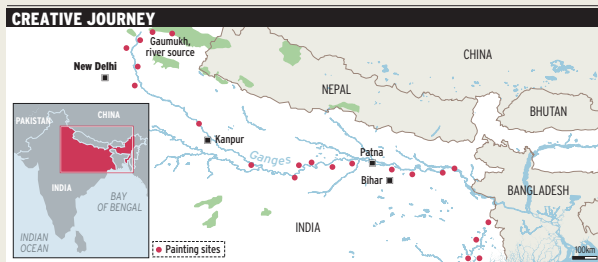 CREATIVE JOURNEY
Gaumukh,
river source
New Delhi
CHINA
NEPAL
BHUTAN
PAKISTAN
CHINA
INDIA
BAY
OF BENGAL
INDIAN
OCEAN
Kanpur
Ganges
Patna
Bihar
BANGLADESH
INDIA
Painting sites
100km